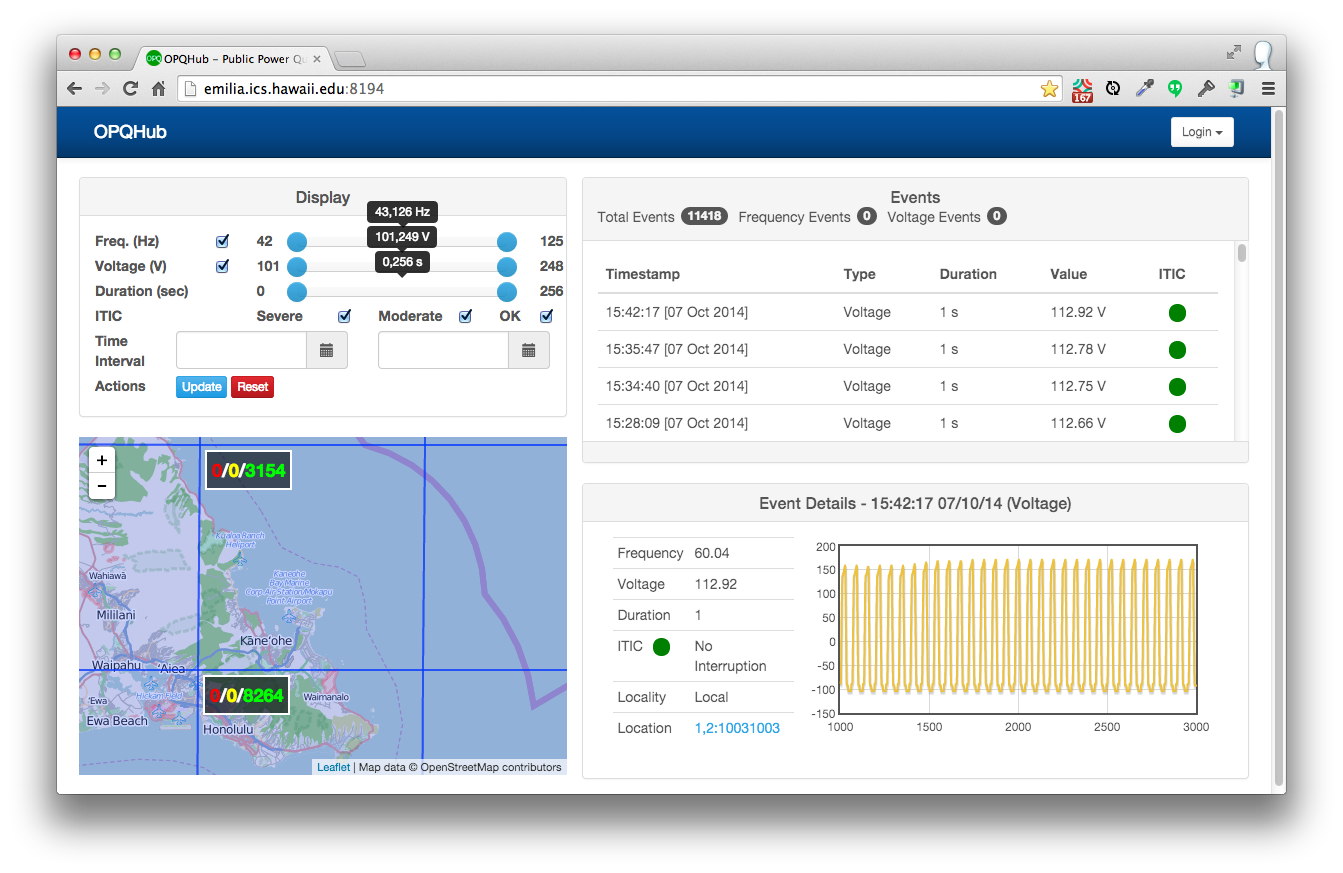 OPQHub – Public Power Qu
emilia.ics.hawaii.edu:8194
167
OPQHub
Login
Display
43,126 Hz
Freq. (Hz) 42 125
101,249 V
Voltage (V) 101 248
0,256 s
Duration (sec) 0 256
ITIC Severe Moderate OK
Time
Interval
Actions Update Reset
Events
Total Events 11418 Frequency Events 0 Voltage Events 0
Timestamp Type Duration Value ITIC
15:42:17 [07 Oct 2014] Voltage 1 s 112.92 V
15:35:47 [07 Oct 2014] Voltage 1 s 112.78 V
15:34:40 [07 Oct 2014] Voltage 1 s 112.75 V
15:28:09 [07 Oct 2014] Voltage 1 s 112.66 V
+
−
0/0/3154
Kualoa Ranch
Heliport
Wahiawā
Kaneohe
Bay Marine
Corp Air Station/Mokapu
Point Airport
Mililani
Kāne'ohe
Waipahu
'Aiea
Hickam Field
0/0/8264
Waimanalo
'Ewa
Ewa Beach
Honolulu
Leaflet | Map data © OpenStreetMap contributors
Event Details - 15:42:17 07/10/14 (Voltage)
Frequency 60.04
Voltage 112.92
Duration 1
ITIC No
Interruption
Locality Local
Location 1,2:10031003
200
150
100
50
0
-50
-100
-150
1000 1500 2000 2500 3000